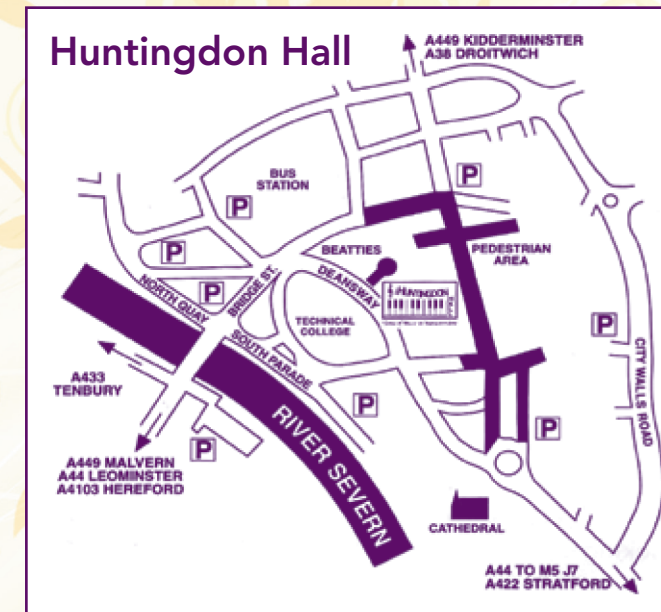 Huntingdon Hall
A449 KIDDERMINSTER
A38 DROITWICH
BUS
STATION
P
P
P
P
BEATTIES
PEDESTRIAN
AREA
DEANSWAY
HUNTINGDON
NORTH QUAY
BRIDGE ST.
TECHNICAL
COLLEGE
SOUTH PARADE
P
CITY WALLS ROAD
A433
TENBURY
P
P
P
RIVER SEVERN
A449 MALVERN
A44 LEOMINSTER
A4103 HEREFORD
CATHEDRAL
A44 TO M5 J7
A422 STRATFORD